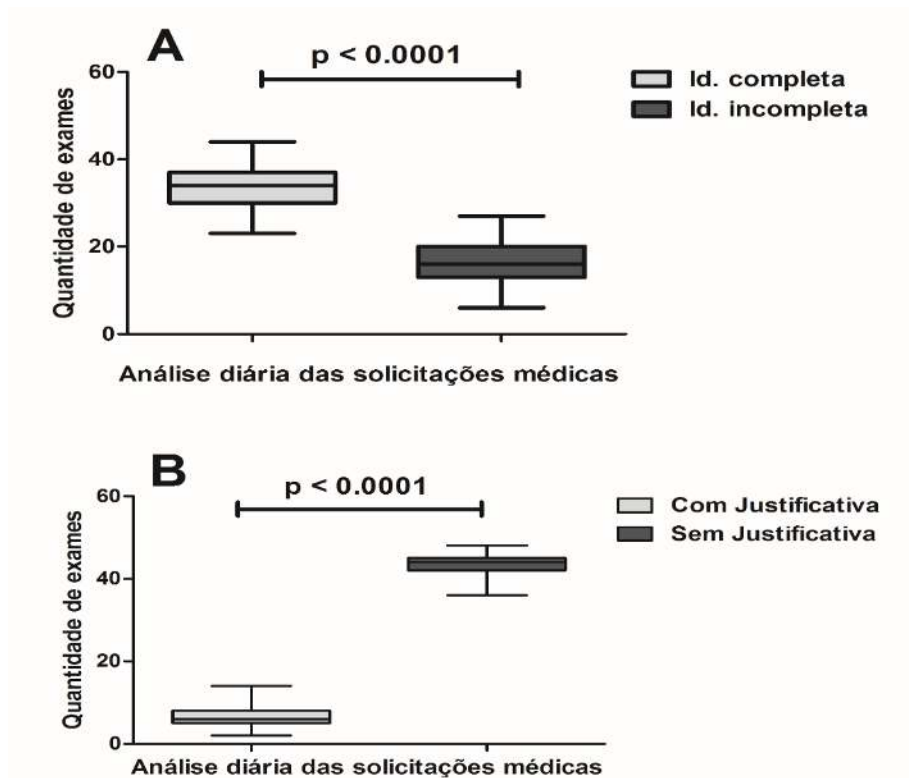 A
p < 0.0001
60
40
20
0
Quantidade de exames
Id. completa
Id. incompleta
Análise diária das solicitações médicas
B
p < 0.0001
60
40
20
0
Quantidade de exames
Com Justificativa
Sem Justificativa
Análise diária das solicitações médicas